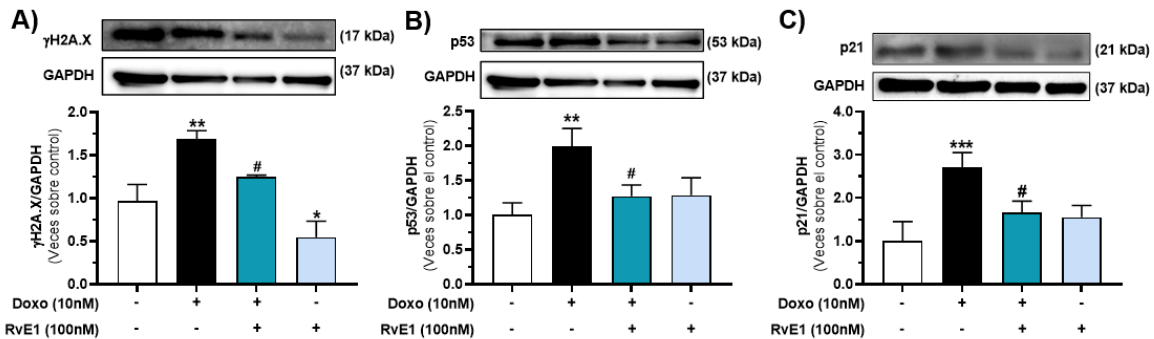 A)
γH2A.X
(17 kDa)
GAPDH
(37 kDa)
γH2A.X/GAPDH
(Veces sobre control)
2.0
1.5
1.0
0.5
0.0
**
#
*
Doxo (10nM) - + + -
RvE1 (100nM) - - + +
B)
p53
(53 kDa)
GAPDH
(37 kDa)
p53/GAPDH
(Veces sobre el control)
2.5
2.0
1.5
1.0
0.5
0.0
**
#
Doxo (10nM) - + + -
RvE1 (100nM) - - + +
C)
p21
(21 kDa)
GAPDH
(37 kDa)
p21/GAPDH
(Veces sobre el control)
4.0
3.0
2.0
1.0
0.0
***
#
Doxo (10nM) - + + -
RvE1 (100nM) - - + +